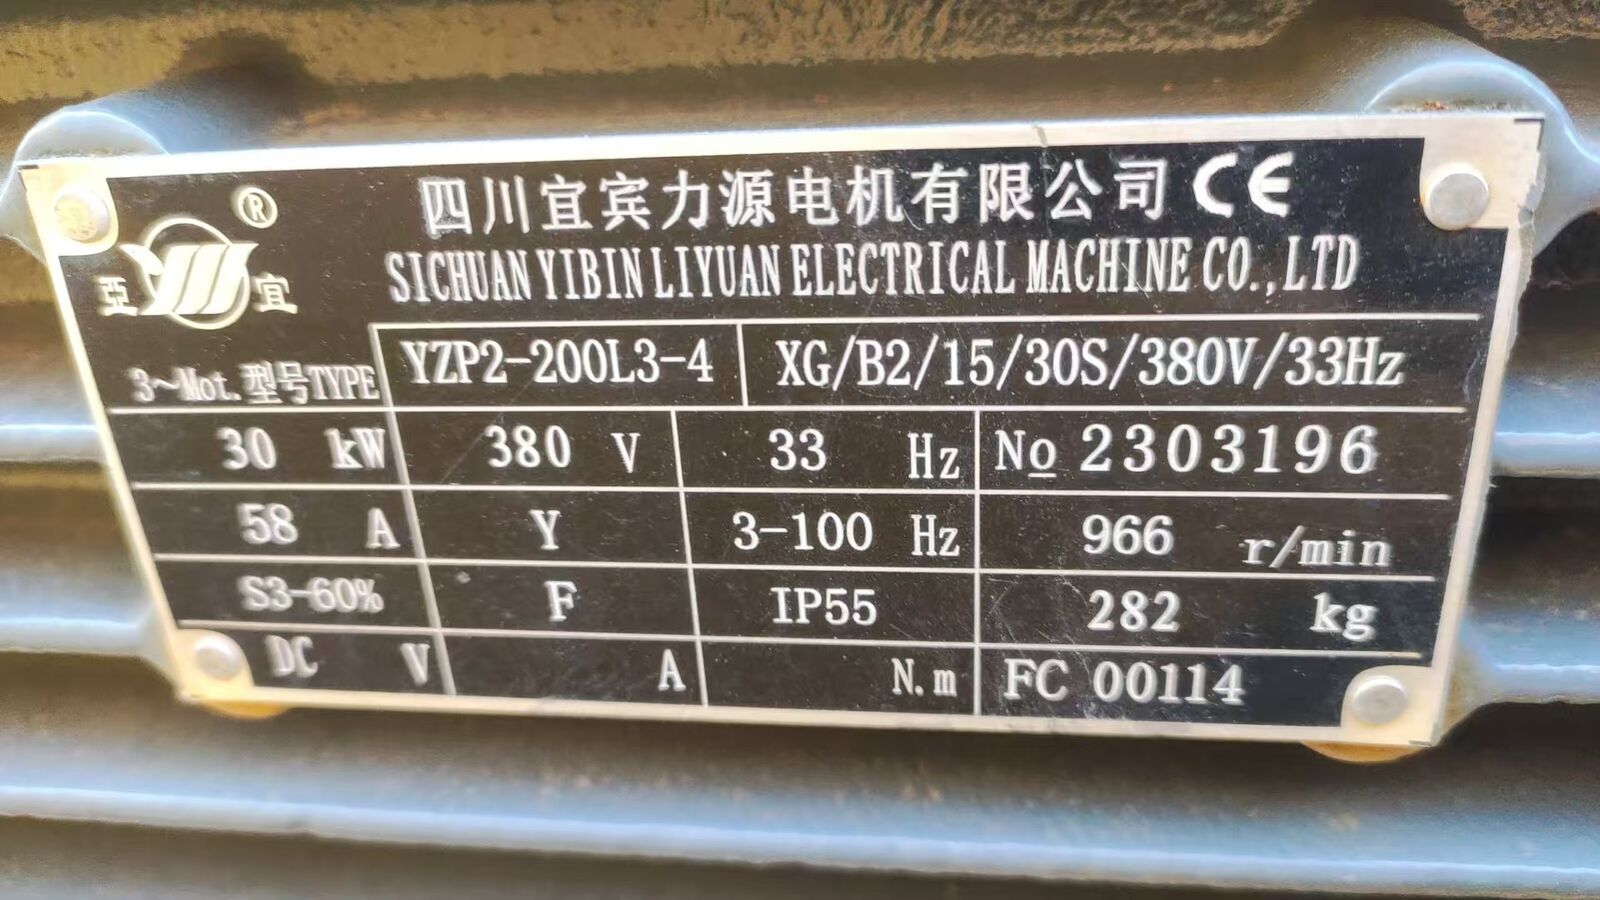 四川宜宾力源电机有限公司 CE
®
亞 宜
SICHUAN YIBIN LIYUAN ELECTRICAL MACHINE CO.,LTD
3~Mot.型号TYPE YZP2-200L3-4 XG/B2/15/30S/380V/33Hz
30 kW 380 V 33 Hz No 2303196
58 A Y 3-100 Hz 966 r/min
S3-60% F IP55 282 kg
DC V A N.m FC 00114